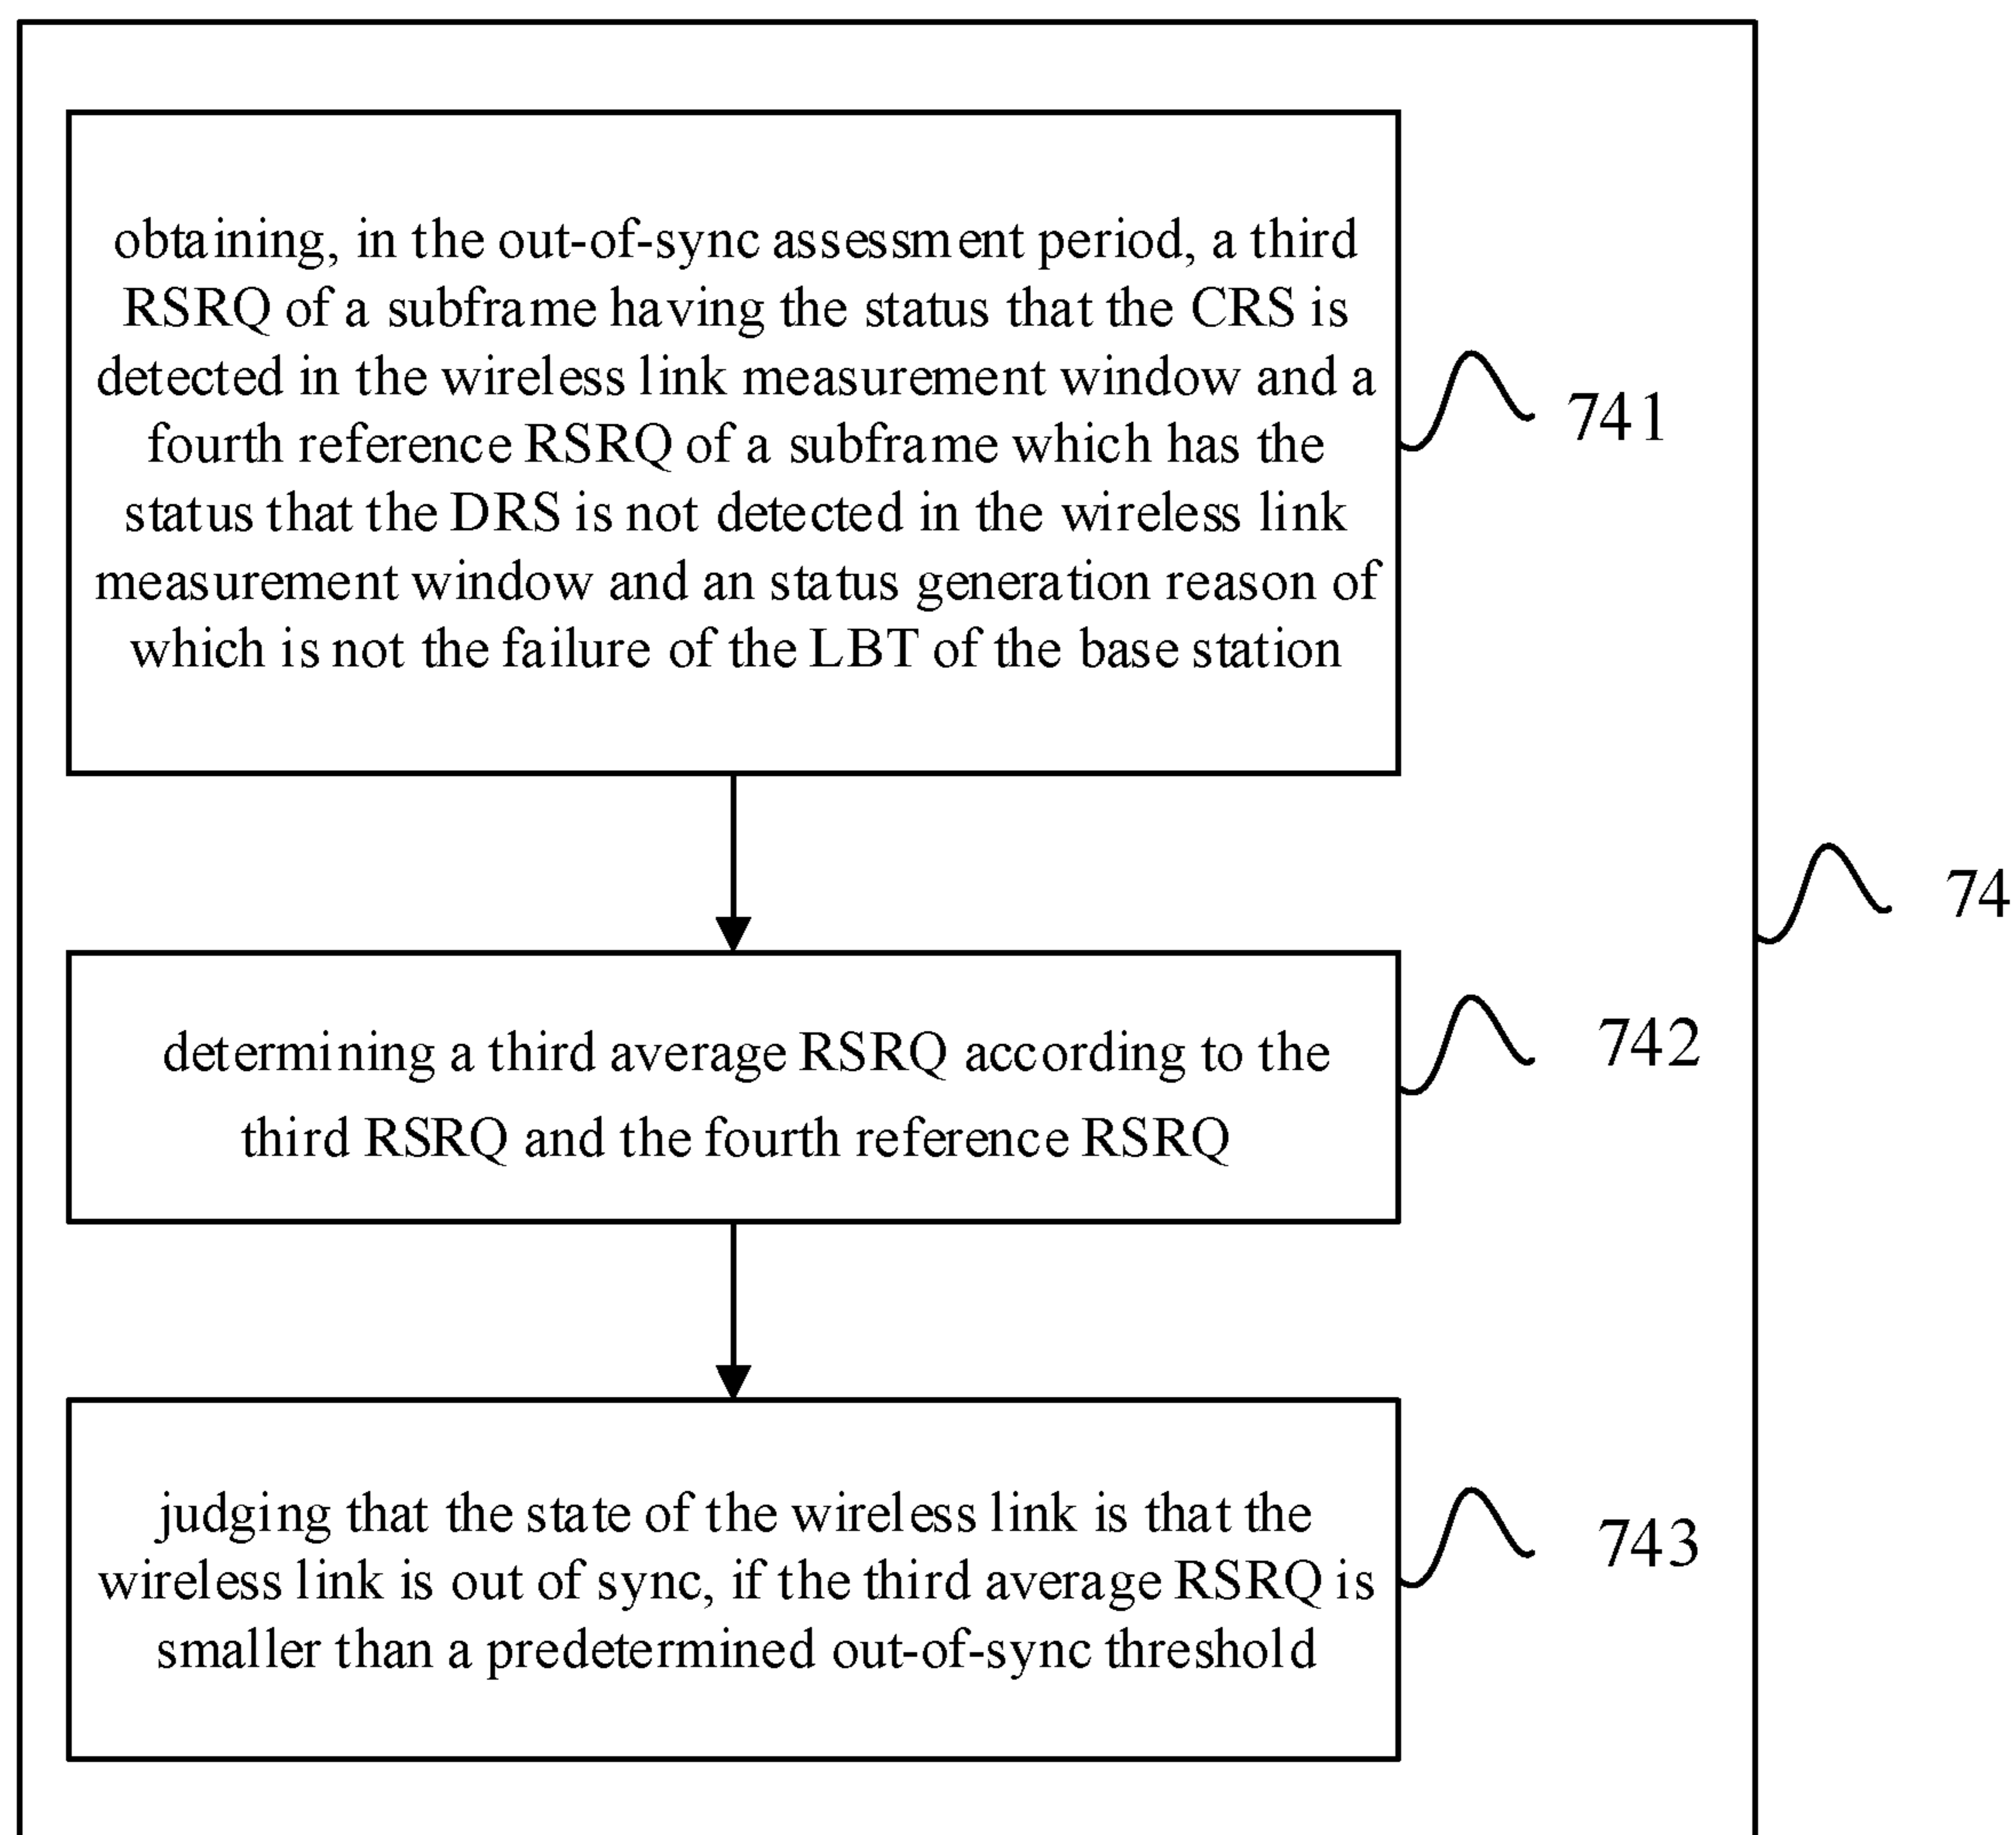 obtaining, in the out-of-sync assessment period, a third
RSRQ of a subframe having the status that the CRS is
detected in the wireless link measurement window and a
fourth reference RSRQ of a subframe which has the
status that the DRS is not detected in the wireless link
measurement window and an status generation reason of
which is not the failure of the LBT of the base station
741
74
determining a third average RSRQ according to the
third RSRQ and the fourth reference RSRQ
742
judging that the state of the wireless link is that the
wireless link is out of sync, if the third average RSRQ is
smaller than a predetermined out-of-sync threshold
743